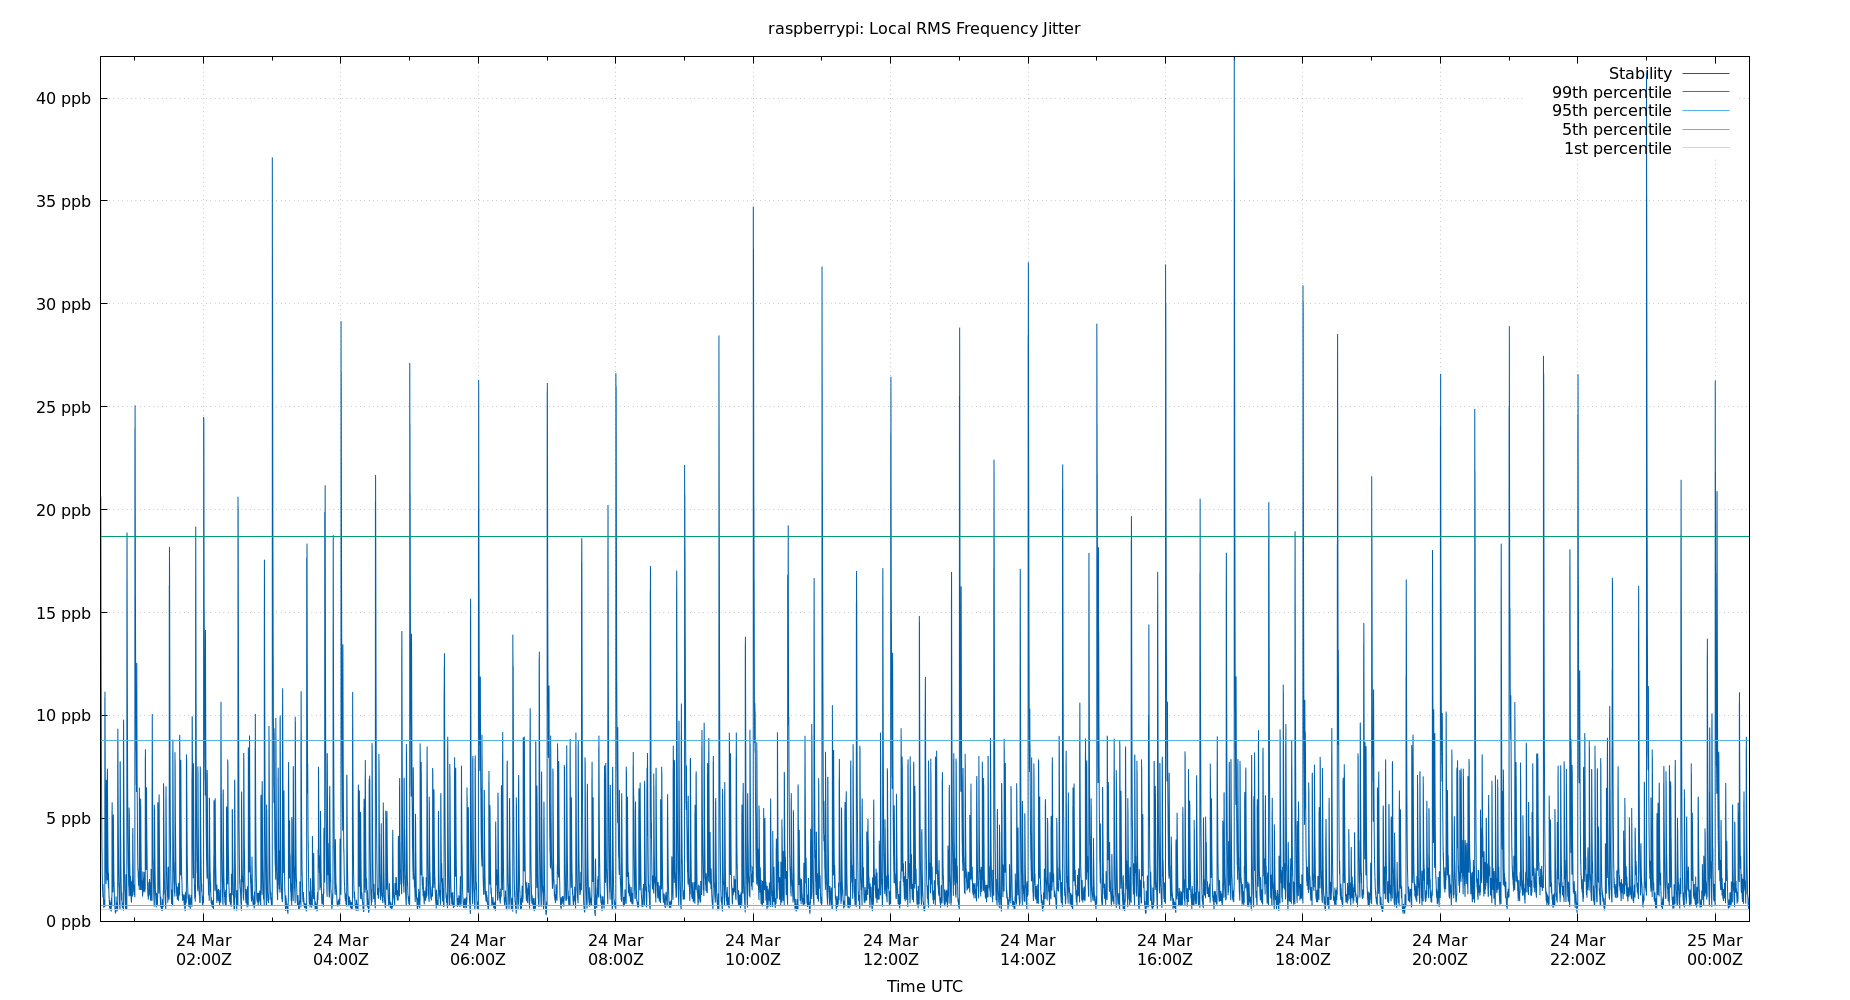 raspberrypi: Local RMS Frequency Jitter
Stability
99th percentile
95th percentile
5th percentile
1st percentile
40 ppb
35 ppb
30 ppb
25 ppb
20 ppb
15 ppb
10 ppb
5 ppb
0 ppb
24 Mar 24 Mar 24 Mar 24 Mar 24 Mar 24 Mar 24 Mar 24 Mar 24 Mar 24 Mar 24 Mar 25 Mar
02:00Z 04:00Z 06:00Z 08:00Z 10:00Z 12:00Z 14:00Z 16:00Z 18:00Z 20:00Z 22:00Z 00:00Z
Time UTC